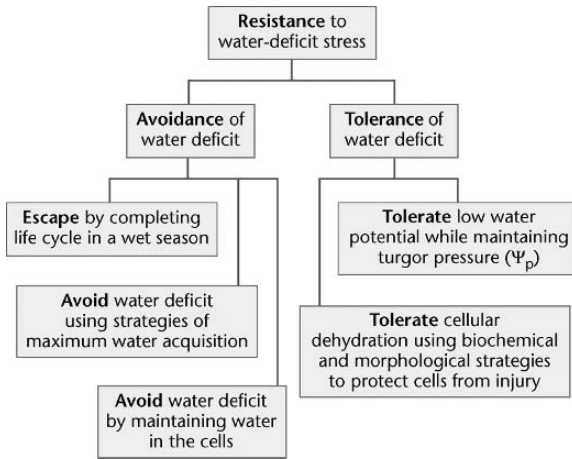 Resistance to
water-deficit stress
Avoidance of
water deficit
Tolerance of
water deficit
Escape by completing
life cycle in a wet season
Tolerate low water
potential while maintaining
turgor pressure (Ψp)
Avoid water deficit
using strategies of
maximum water acquisition
Tolerate cellular
dehydration using biochemical
and morphological strategies
to protect cells from injury
Avoid water deficit
by maintaining water
in the cells